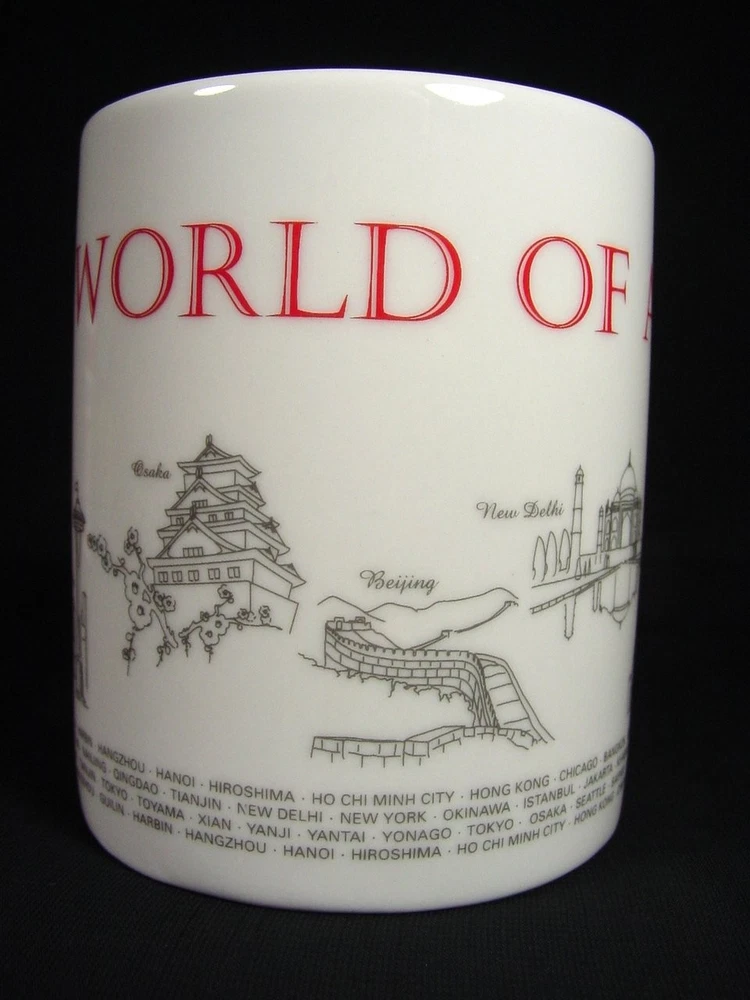 WORLD OF A
Osaka
New Delhi
Beijing
HARBIN · HANGZHOU · HANOI · HIROSHIMA · HO CHI MINH CITY · HONG KONG · CHICAGO · BANGKOK
QINGDAO · TIANJIN · NEW DELHI · NEW YORK · OKINAWA · ISTANBUL · JAKARTA
TOKYO · TOYAMA · XIAN · YANJI · YANTAI · YONAGO · TOKYO · OSAKA · SEATTLE
GUILIN · HARBIN · HANGZHOU · HANOI · HIROSHIMA · HO CHI MINH CITY · HONG KONG